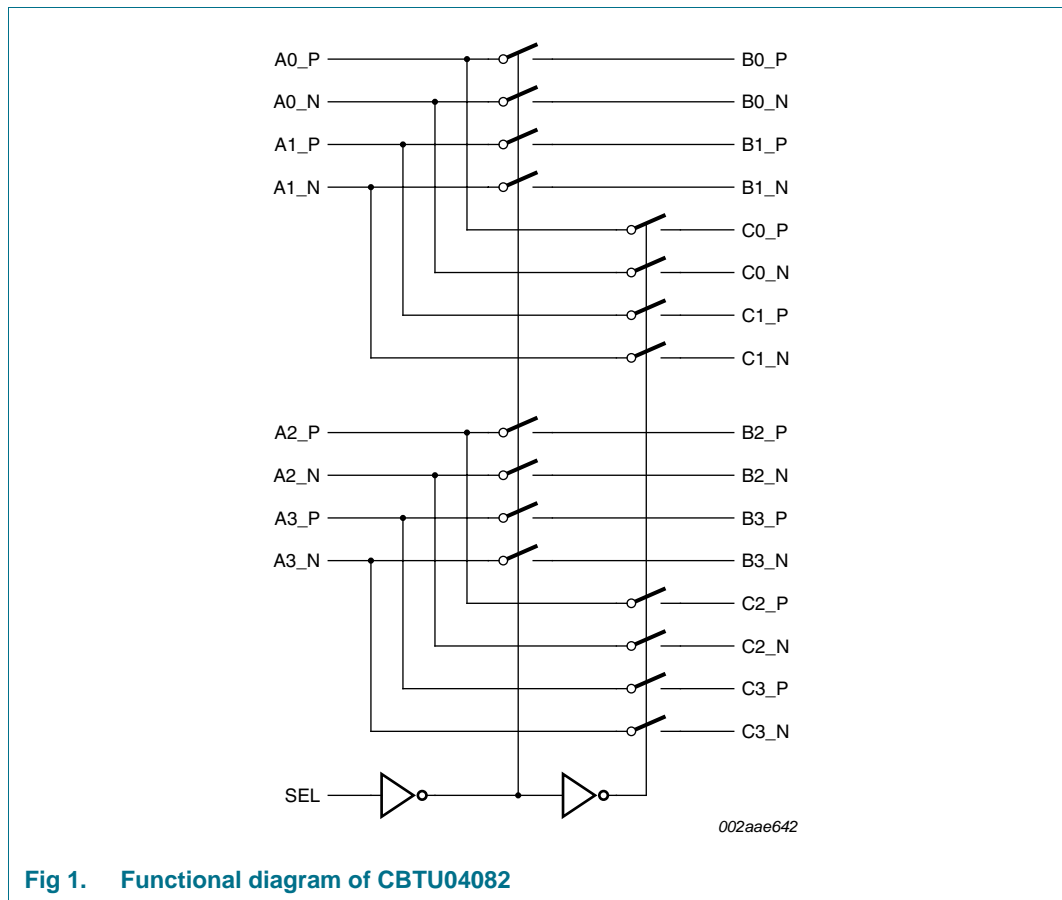 A0_P B0_P
A0_N B0_N
A1_P B1_P
A1_N B1_N
C0_P
C0_N
C1_P
C1_N
A2_P B2_P
A2_N B2_N
A3_P B3_P
A3_N B3_N
C2_P
C2_N
C3_P
C3_N
SEL
002aae642
Fig 1. Functional diagram of CBTU04082